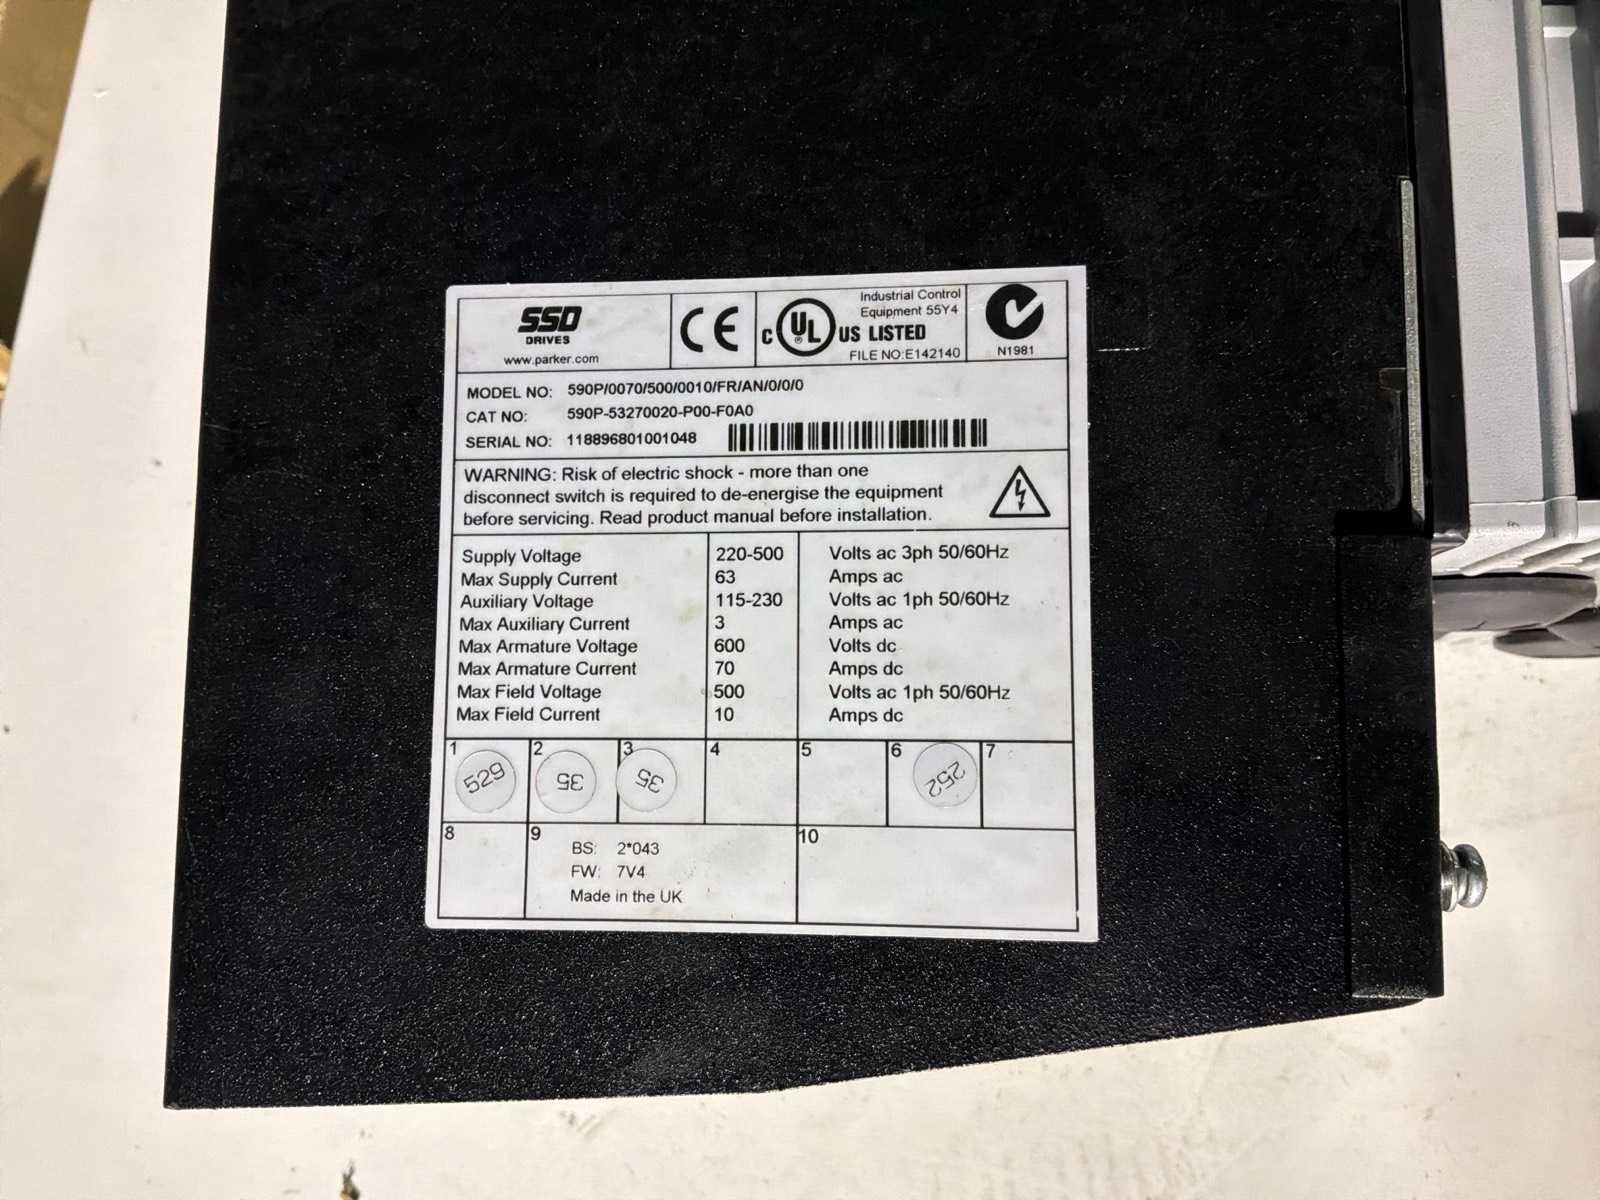 SSD
DRIVES
www.parker.com
CE
C UL US LISTED
Industrial Control
Equipment 55Y4
FILE NO:E142140
N1981
MODEL NO: 590P/0070/500/0010/FR/AN/0/0/0
CAT NO: 590P-53270020-P00-F0A0
SERIAL NO: 118896801001048
WARNING: Risk of electric shock - more than one
disconnect switch is required to de-energise the equipment
before servicing. Read product manual before installation.
Supply Voltage 220-500 Volts ac 3ph 50/60Hz
Max Supply Current 63 Amps ac
Auxiliary Voltage 115-230 Volts ac 1ph 50/60Hz
Max Auxiliary Current 3 Amps ac
Max Armature Voltage 600 Volts dc
Max Armature Current 70 Amps dc
Max Field Voltage 500 Volts ac 1ph 50/60Hz
Max Field Current 10 Amps dc
1 2 3 4 5 6 7
529 35 35 252
8 9 10
BS: 2*043
FW: 7V4
Made in the UK